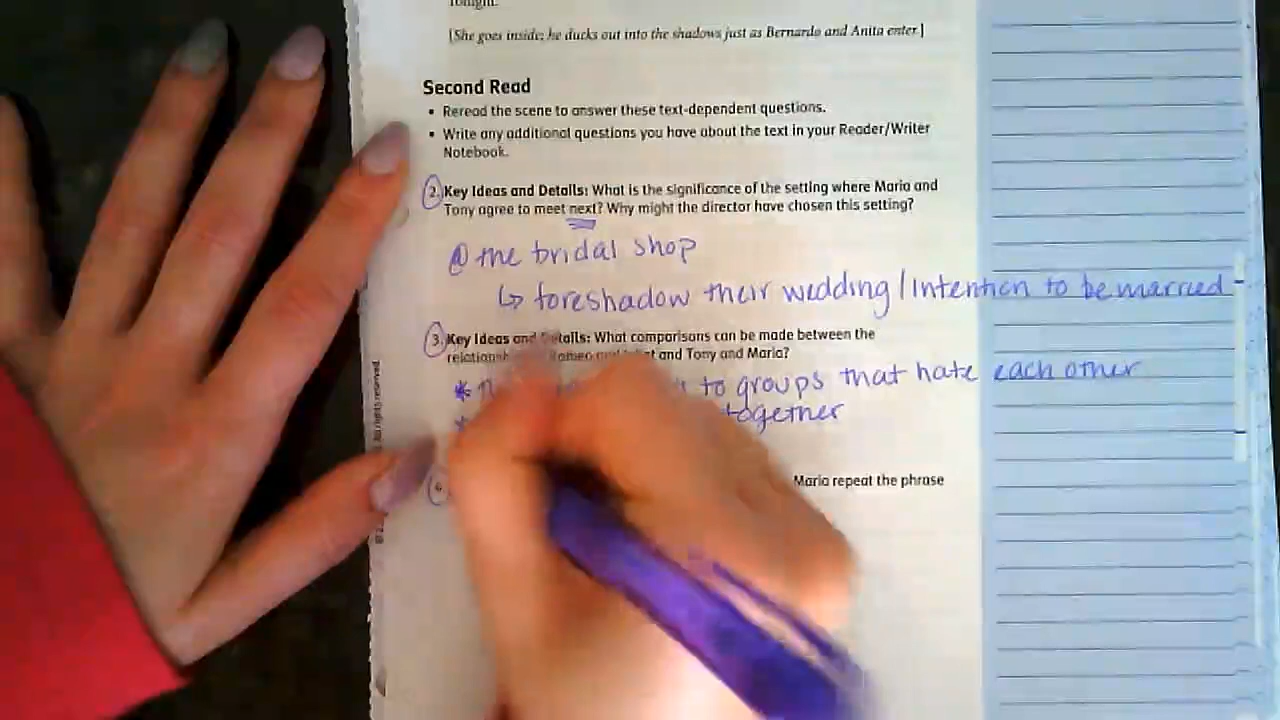 Tonight.
[She goes inside; he ducks out into the shadows just as Bernardo and Anita enter.]
Second Read
• Reread the scene to answer these text-dependent questions.
• Write any additional questions you have about the text in your Reader/Writer
Notebook.
2. Key Ideas and Details: What is the significance of the setting where Maria and
Tony agree to meet next? Why might the director have chosen this setting?
@ the bridal shop
↳ foreshadow their wedding/intention to be married
3. Key Ideas and Details: What comparisons can be made between the
and Tony and Maria?
* to groups that hate each other
* together
4. Maria repeat the phrase
All rights reserved.